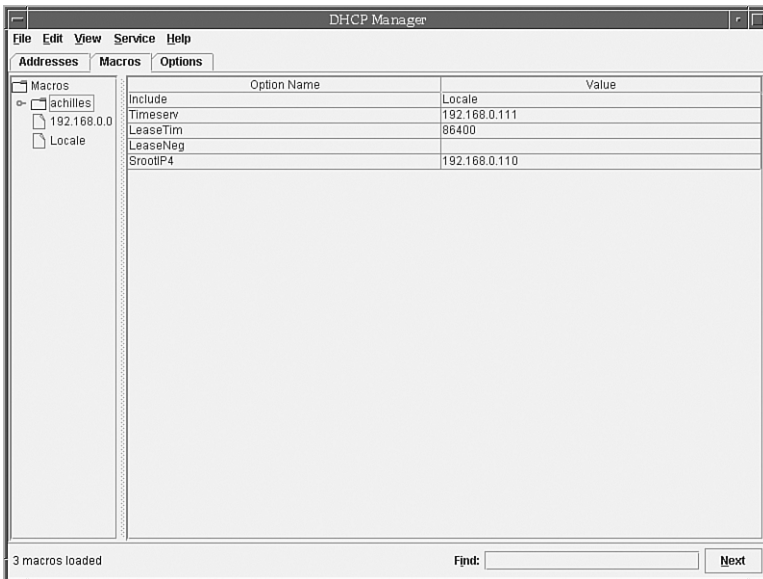 DHCP Manager
File Edit View Service Help
Addresses Macros Options
Macros
achilles
192.168.0.0
Locale
Option Name Value
Include Locale
Timeserv 192.168.0.111
LeaseTim 86400
LeaseNeg
SrootIP4 192.168.0.110
3 macros loaded
Find:
Next